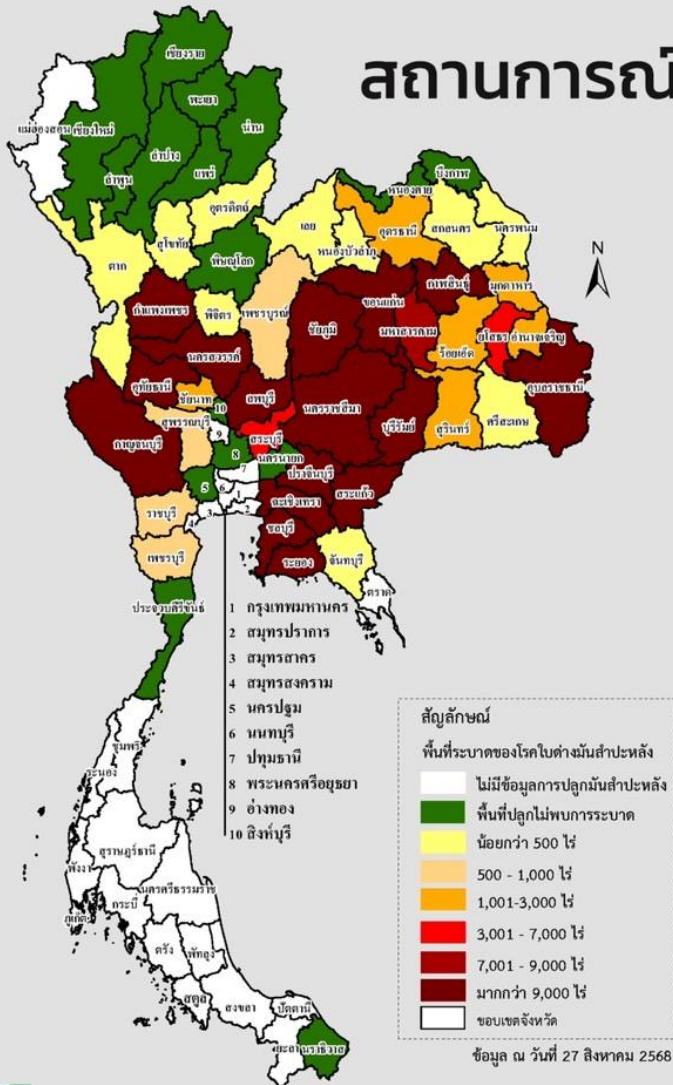 สถานการณ์
เชียงราย
พะเยา
น่าน
แม่ฮ่องสอน
เชียงใหม่
ลำปาง
ลำพูน
แพร่
อุตรดิตถ์
บึงกาฬ
หนองคาย
เลย
อุดรธานี
สกลนคร
นครพนม
หนองบัวลำภู
สุโขทัย
ตาก
พิษณุโลก
N
กำแพงเพชร
พิจิตร
เพชรบูรณ์
ขอนแก่น
กาฬสินธุ์
มุกดาหาร
ชัยภูมิ
มหาสารคาม
ยโสธร
อำนาจเจริญ
ร้อยเอ็ด
นครสวรรค์
อุทัยธานี
ชัยนาท
ลพบุรี
นครราชสีมา
บุรีรัมย์
สุรินทร์
ศรีสะเกษ
อุบลราชธานี
10
สุพรรณบุรี
9
สระบุรี
กาญจนบุรี
8
นครนายก
7
ปราจีนบุรี
5
6
1
ฉะเชิงเทรา
สระแก้ว
ราชบุรี
4
3
2
ชลบุรี
เพชรบุรี
ระยอง
จันทบุรี
ตราด
ประจวบคีรีขันธ์
1 กรุงเทพมหานคร
2 สมุทรปราการ
3 สมุทรสาคร
4 สมุทรสงคราม
5 นครปฐม
6 นนทบุรี
7 ปทุมธานี
8 พระนครศรีอยุธยา
9 อ่างทอง
10 สิงห์บุรี
ชุมพร
ระนอง
สุราษฎร์ธานี
พังงา
นครศรีธรรมราช
กระบี่
ภูเก็ต
ตรัง
พัทลุง
สตูล
สงขลา
ปัตตานี
ยะลา
นราธิวาส
สัญลักษณ์
พื้นที่ระบาดของโรคใบด่างมันสำปะหลัง
ไม่มีข้อมูลการปลูกมันสำปะหลัง
พื้นที่ปลูกไม่พบการระบาด
น้อยกว่า 500 ไร่
500 - 1,000 ไร่
1,001-3,000 ไร่
3,001 - 7,000 ไร่
7,001 - 9,000 ไร่
มากกว่า 9,000 ไร่
ขอบเขตจังหวัด
ข้อมูล ณ วันที่ 27 สิงหาคม 2568